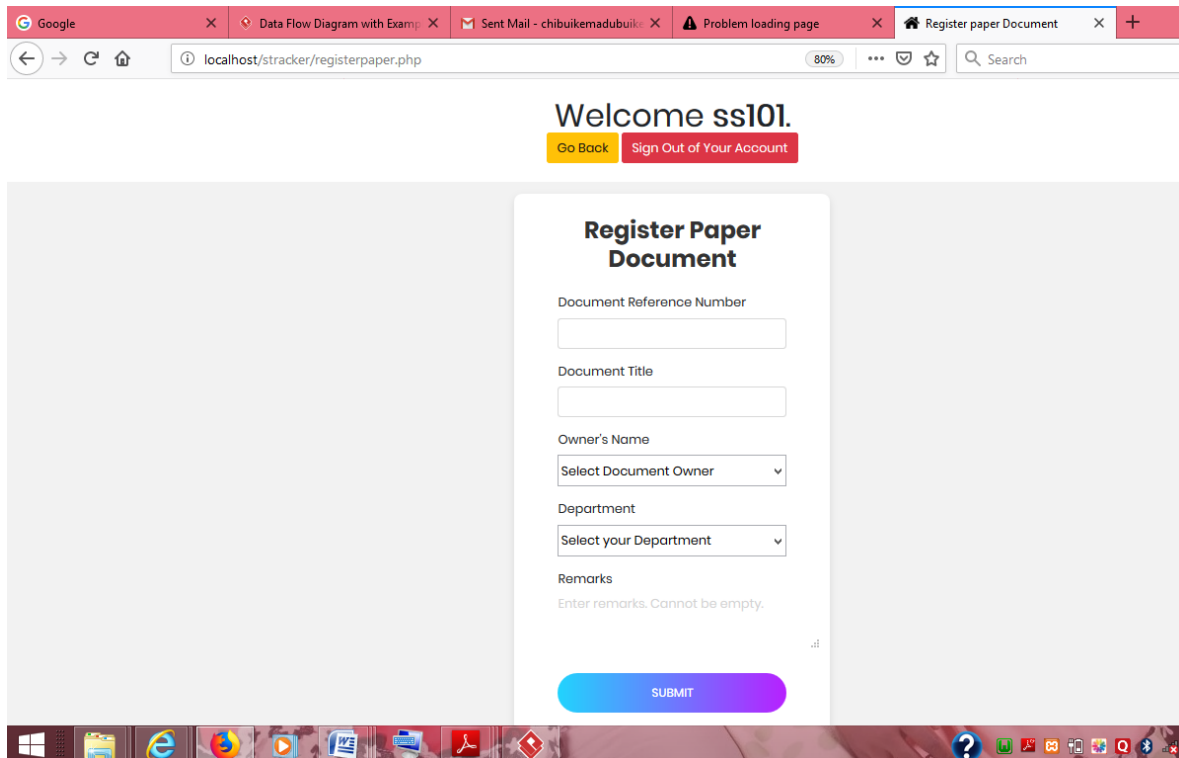 Google
Data Flow Diagram with Examp
Sent Mail - chibuikemadubuike
Problem loading page
Register paper Document
localhost/stracker/registerpaper.php
80%
Search
Welcome ss101.
Go Back
Sign Out of Your Account
Register Paper
Document
Document Reference Number
Document Title
Owner's Name
Select Document Owner
Department
Select your Department
Remarks
Enter remarks. Cannot be empty.
SUBMIT